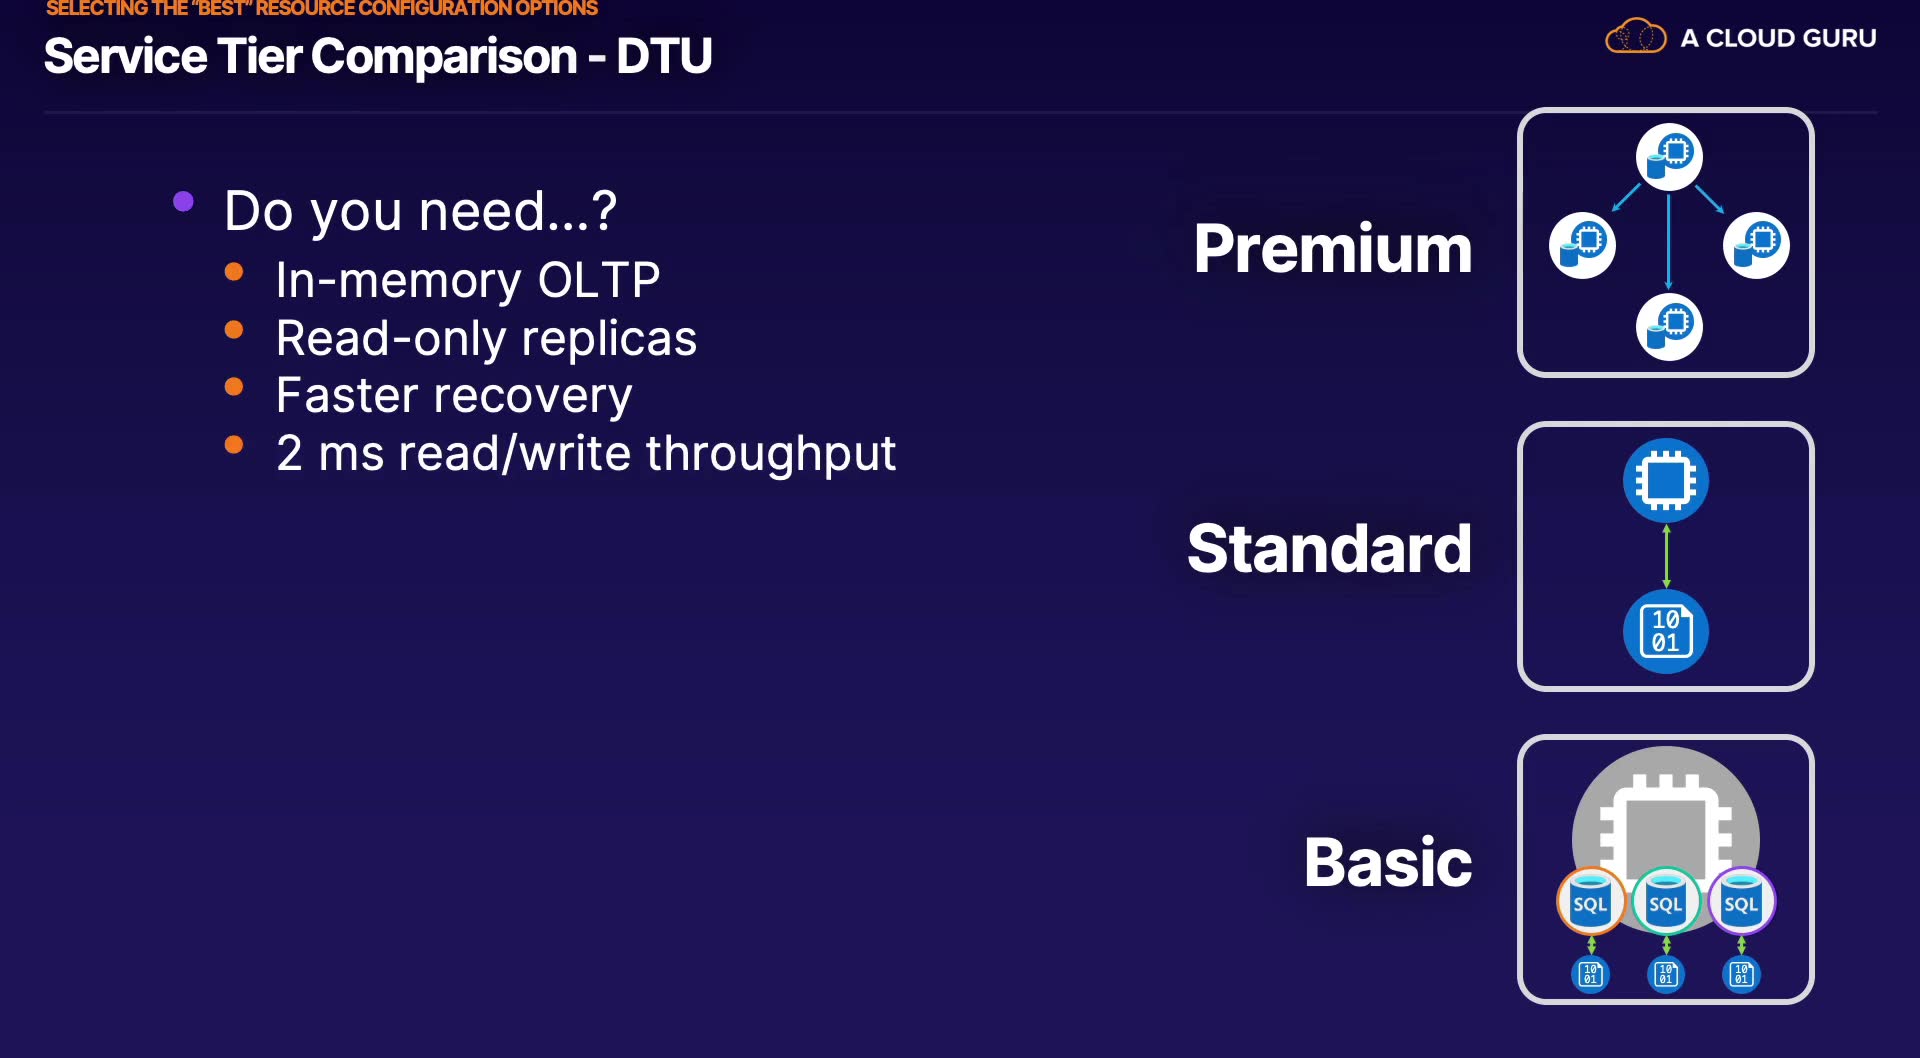 SELECTING THE “BEST” RESOURCE CONFIGURATION OPTIONS
Service Tier Comparison - DTU
A CLOUD GURU
Do you need...?
In-memory OLTP
Read-only replicas
Faster recovery
2 ms read/write throughput
Premium
Standard
10
01
Basic
SQL SQL SQL
10 10 10
01 01 01